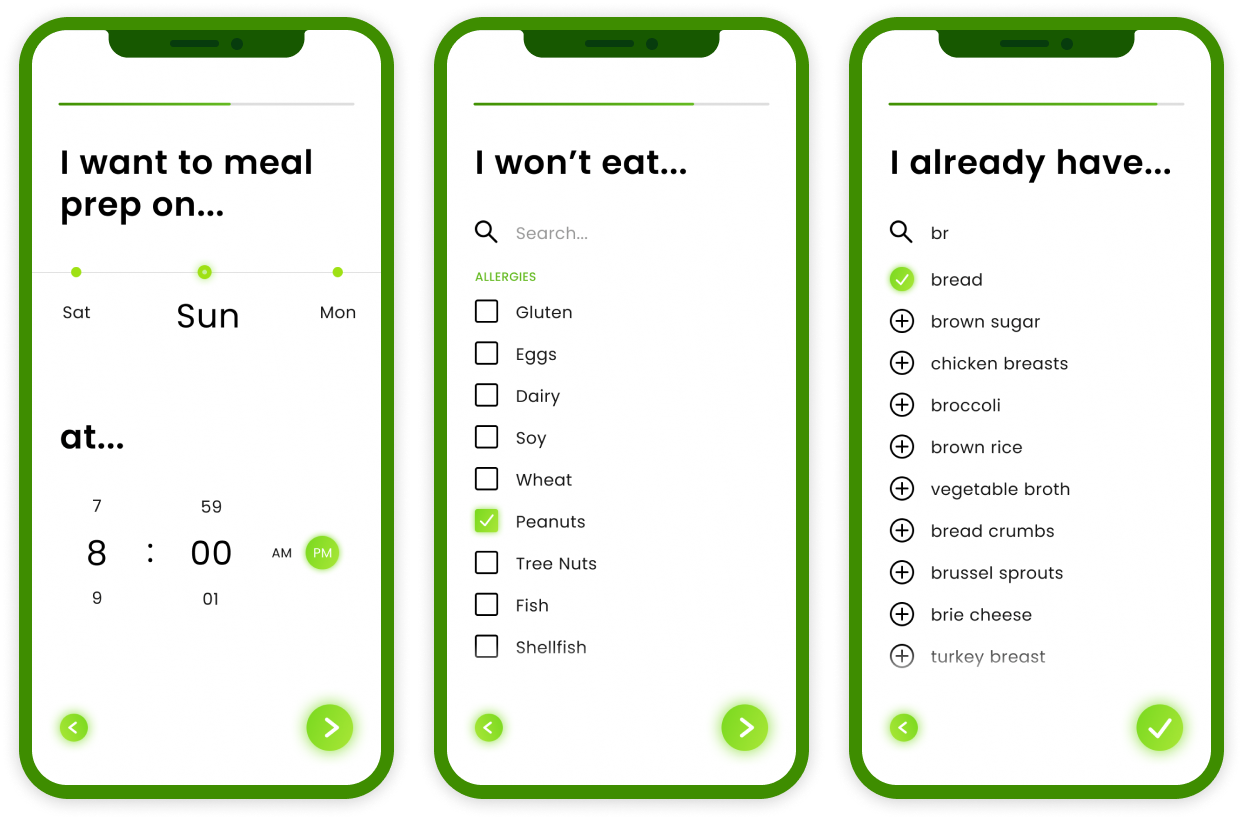 I want to meal
prep on...
Sat
Sun
Mon
at...
7
59
8 : 00 AM PM
9
01
I won’t eat...
Search...
ALLERGIES
Gluten
Eggs
Dairy
Soy
Wheat
Peanuts
Tree Nuts
Fish
Shellfish
I already have...
br
bread
brown sugar
chicken breasts
broccoli
brown rice
vegetable broth
bread crumbs
brussel sprouts
brie cheese
turkey breast